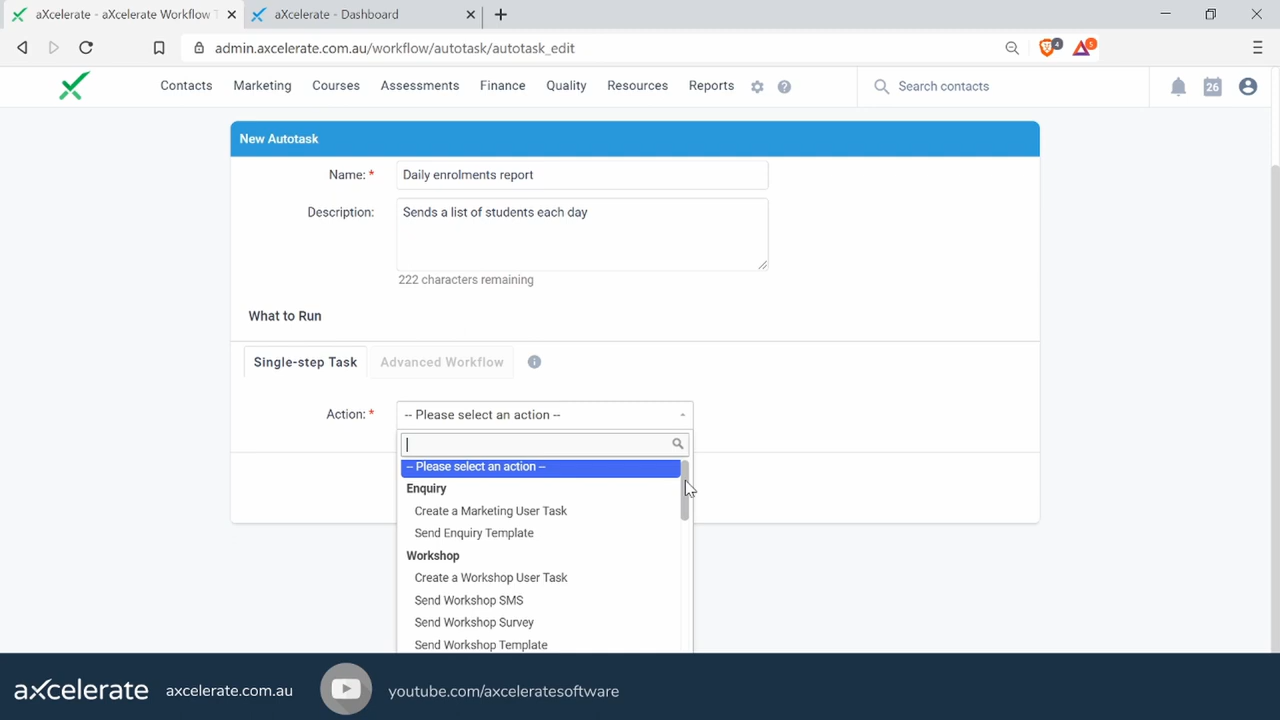 aXcelerate - aXcelerate Workflow T
aXcelerate - Dashboard
admin.axcelerate.com.au/workflow/autotask/autotask_edit
4
5
Contacts
Marketing
Courses
Assessments
Finance
Quality
Resources
Reports
Search contacts
26
New Autotask
Name: *
Daily enrolments report
Description:
Sends a list of students each day
222 characters remaining
What to Run
Single-step Task
Advanced Workflow
Action: *
-- Please select an action --
-- Please select an action --
Enquiry
Create a Marketing User Task
Send Enquiry Template
Workshop
Create a Workshop User Task
Send Workshop SMS
Send Workshop Survey
Send Workshop Template
axcelerate
axcelerate.com.au
youtube.com/axceleratesoftware